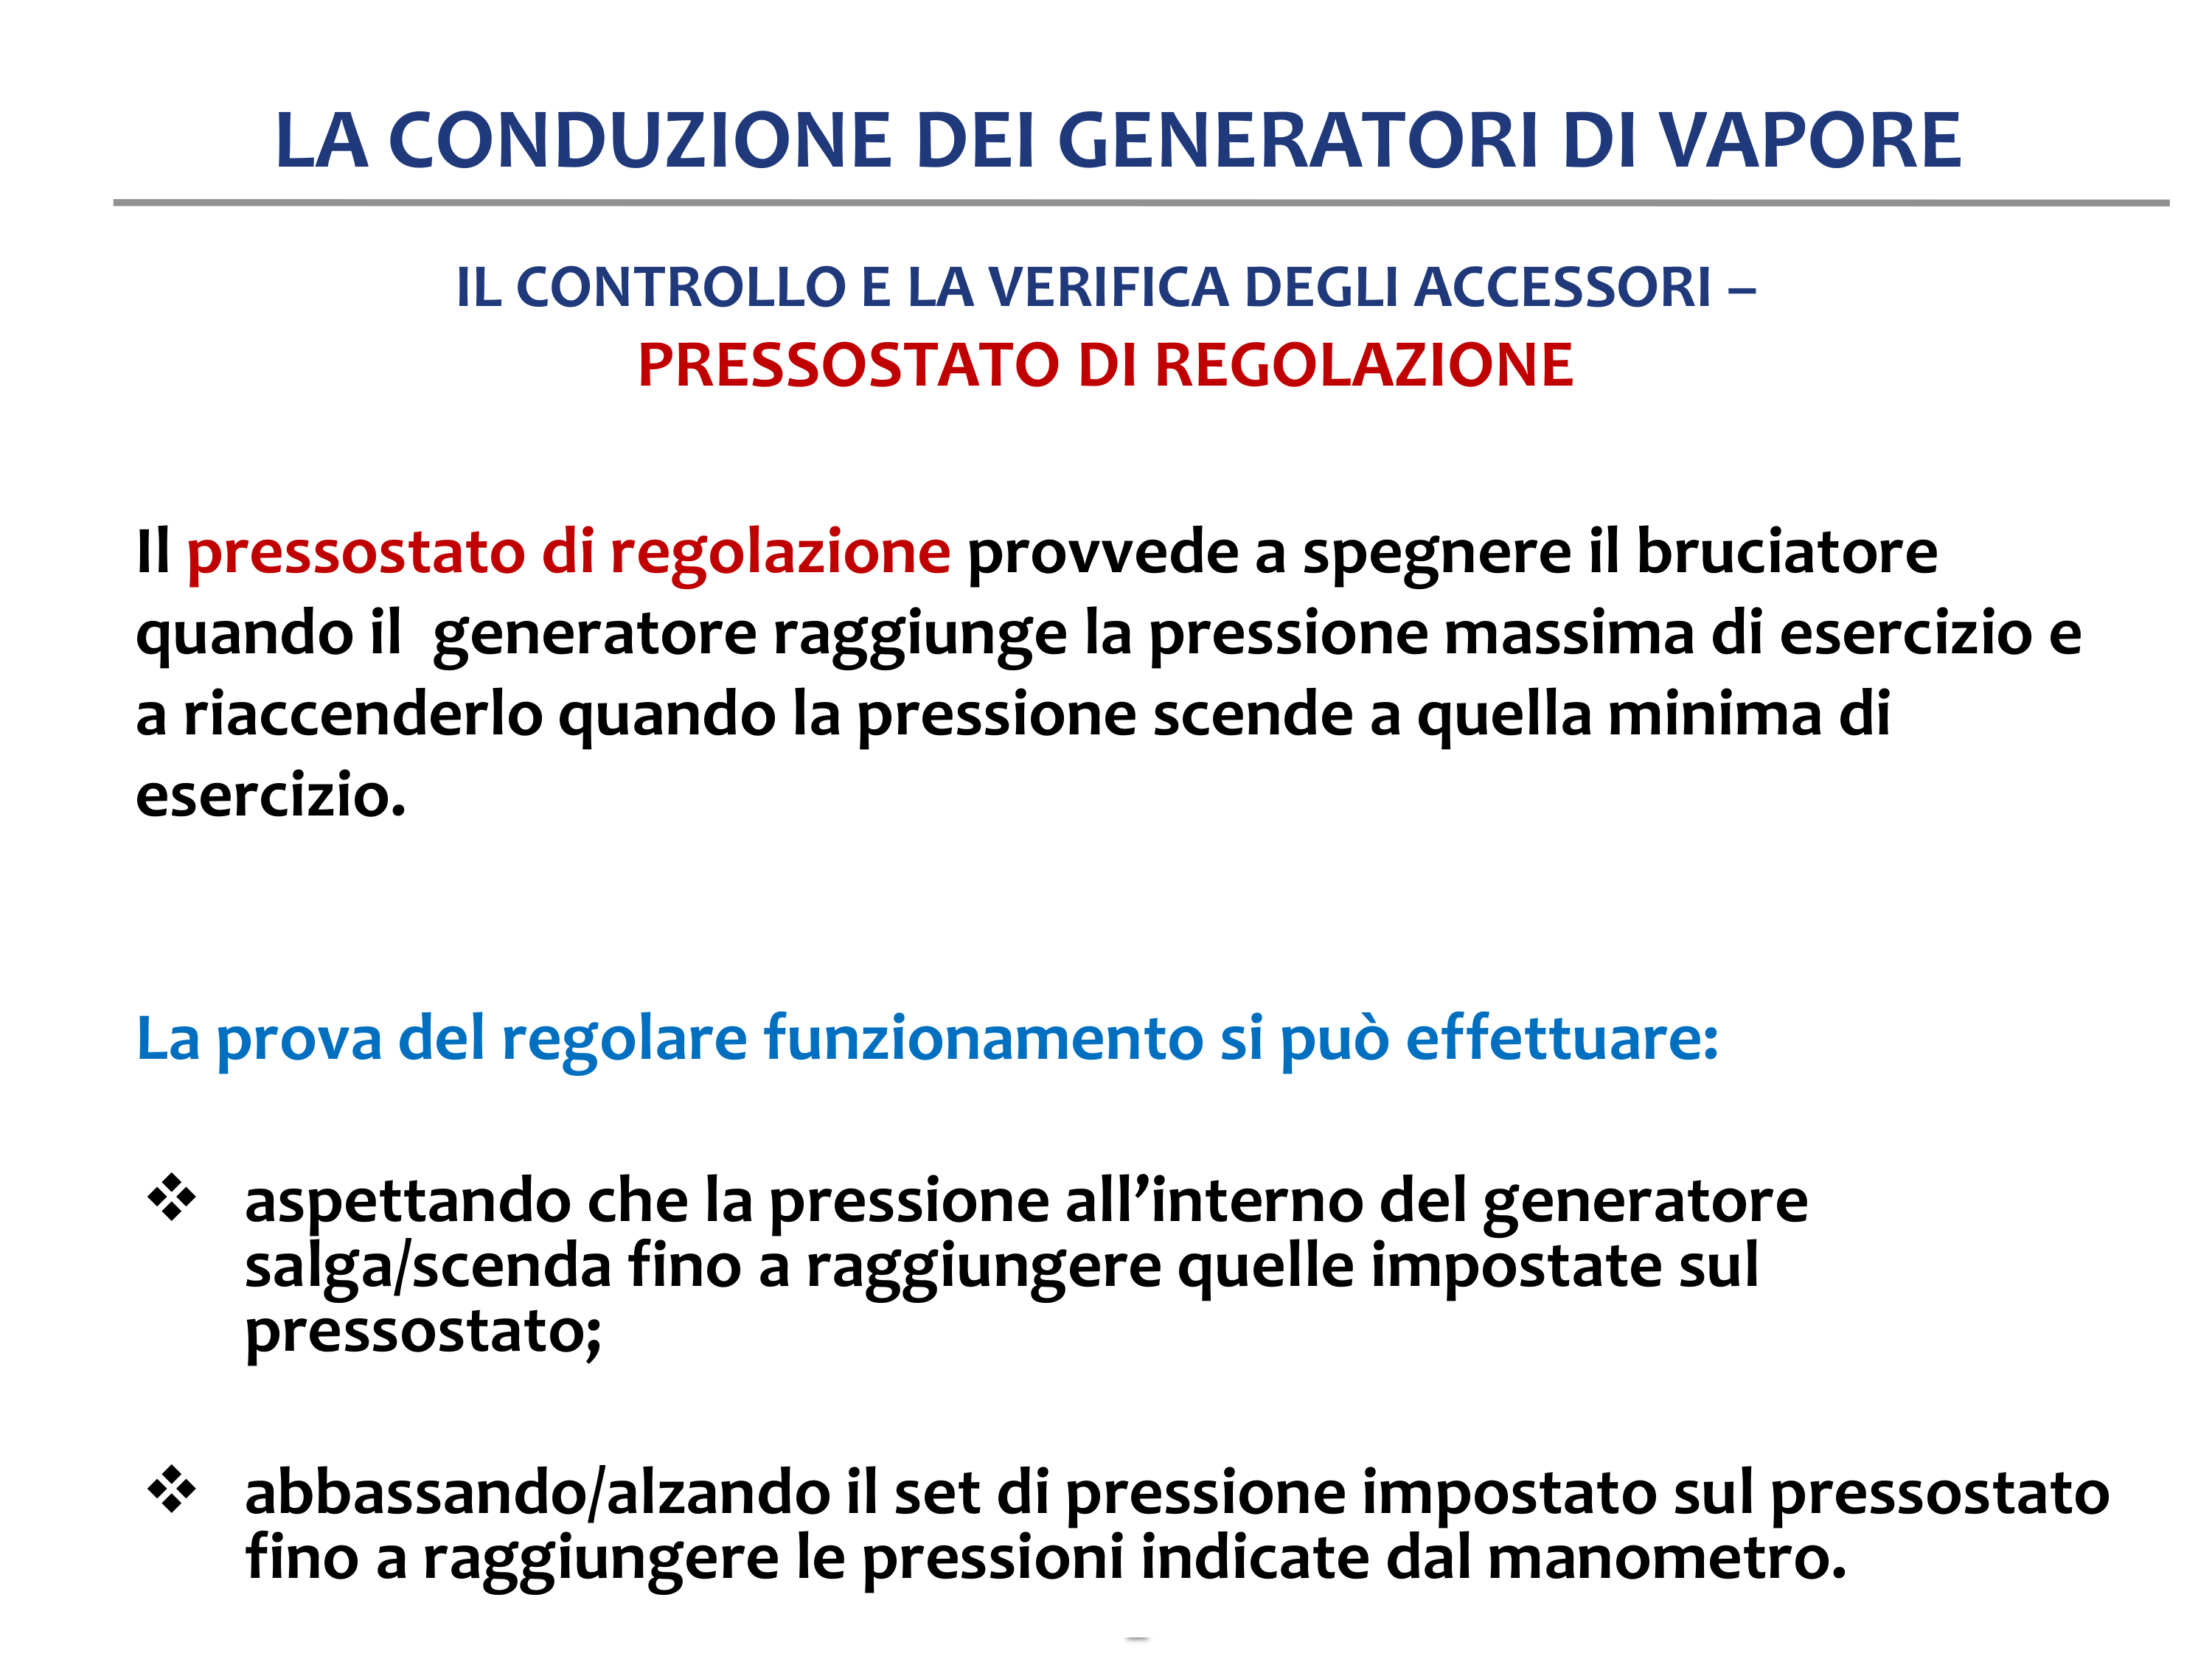 LA CONDUZIONE DEI GENERATORI DI VAPORE
IL CONTROLLO E LA VERIFICA DEGLI ACCESSORI –
PRESSOSTATO DI REGOLAZIONE
Il pressostato di regolazione provvede a spegnere il bruciatore
quando il  generatore raggiunge la pressione massima di esercizio e
a riaccenderlo quando la pressione scende a quella minima di
esercizio.
La prova del regolare funzionamento si può effettuare:
❖ aspettando che la pressione all’interno del generatore
salga/scenda fino a raggiungere quelle impostate sul
pressostato;
❖ abbassando/alzando il set di pressione impostato sul pressostato
fino a raggiungere le pressioni indicate dal manometro.